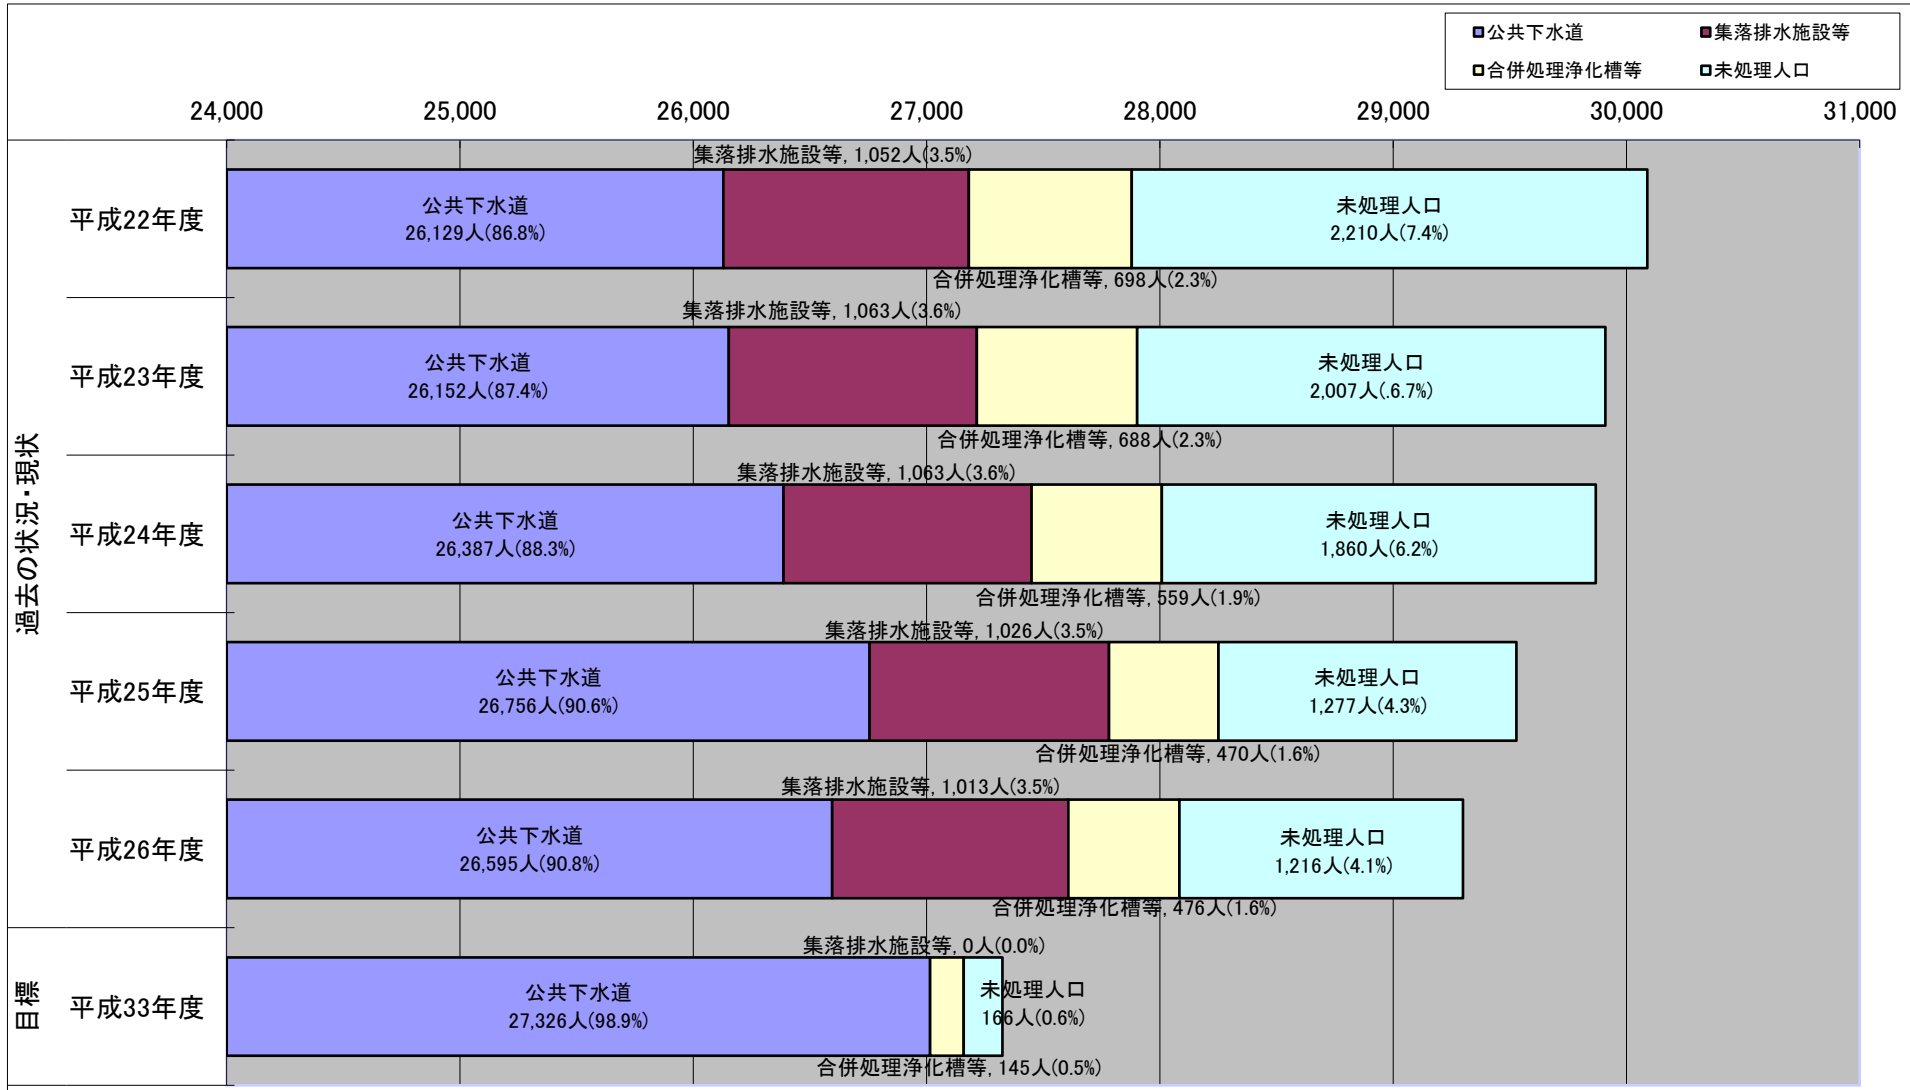 公共下水道
集落排水施設等
合併処理浄化槽等
未処理人口
24,000
25,000
26,000
27,000
28,000
29,000
30,000
31,000
過去の状況・現状
平成22年度
集落排水施設等, 1,052人(3.5%)
公共下水道
26,129人(86.8%)
未処理人口
2,210人(7.4%)
合併処理浄化槽等, 698人(2.3%)
平成23年度
集落排水施設等, 1,063人(3.6%)
公共下水道
26,152人(87.4%)
未処理人口
2,007人(.6.7%)
合併処理浄化槽等, 688人(2.3%)
平成24年度
集落排水施設等, 1,063人(3.6%)
公共下水道
26,387人(88.3%)
未処理人口
1,860人(6.2%)
合併処理浄化槽等, 559人(1.9%)
平成25年度
集落排水施設等, 1,026人(3.5%)
公共下水道
26,756人(90.6%)
未処理人口
1,277人(4.3%)
合併処理浄化槽等, 470人(1.6%)
平成26年度
集落排水施設等, 1,013人(3.5%)
公共下水道
26,595人(90.8%)
未処理人口
1,216人(4.1%)
合併処理浄化槽等, 476人(1.6%)
目標
平成33年度
集落排水施設等, 0人(0.0%)
公共下水道
27,326人(98.9%)
未処理人口
166人(0.6%)
合併処理浄化槽等, 145人(0.5%)